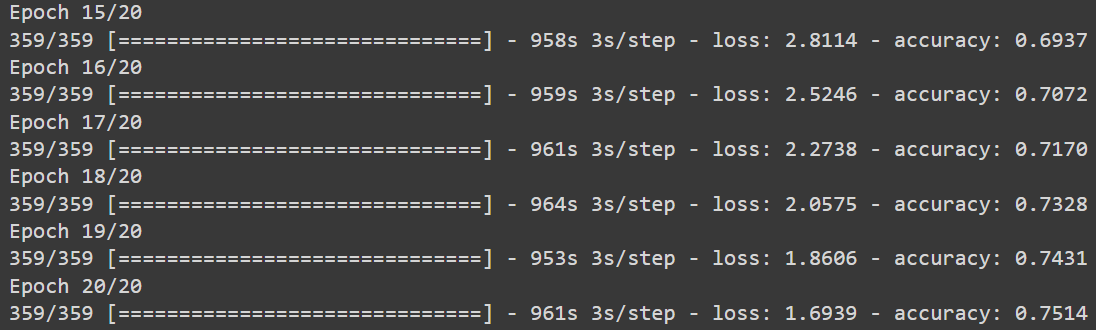 Epoch 15/20
359/359 [==============================] - 958s 3s/step - loss: 2.8114 - accuracy: 0.6937
Epoch 16/20
359/359 [==============================] - 959s 3s/step - loss: 2.5246 - accuracy: 0.7072
Epoch 17/20
359/359 [==============================] - 961s 3s/step - loss: 2.2738 - accuracy: 0.7170
Epoch 18/20
359/359 [==============================] - 964s 3s/step - loss: 2.0575 - accuracy: 0.7328
Epoch 19/20
359/359 [==============================] - 953s 3s/step - loss: 1.8606 - accuracy: 0.7431
Epoch 20/20
359/359 [==============================] - 961s 3s/step - loss: 1.6939 - accuracy: 0.7514